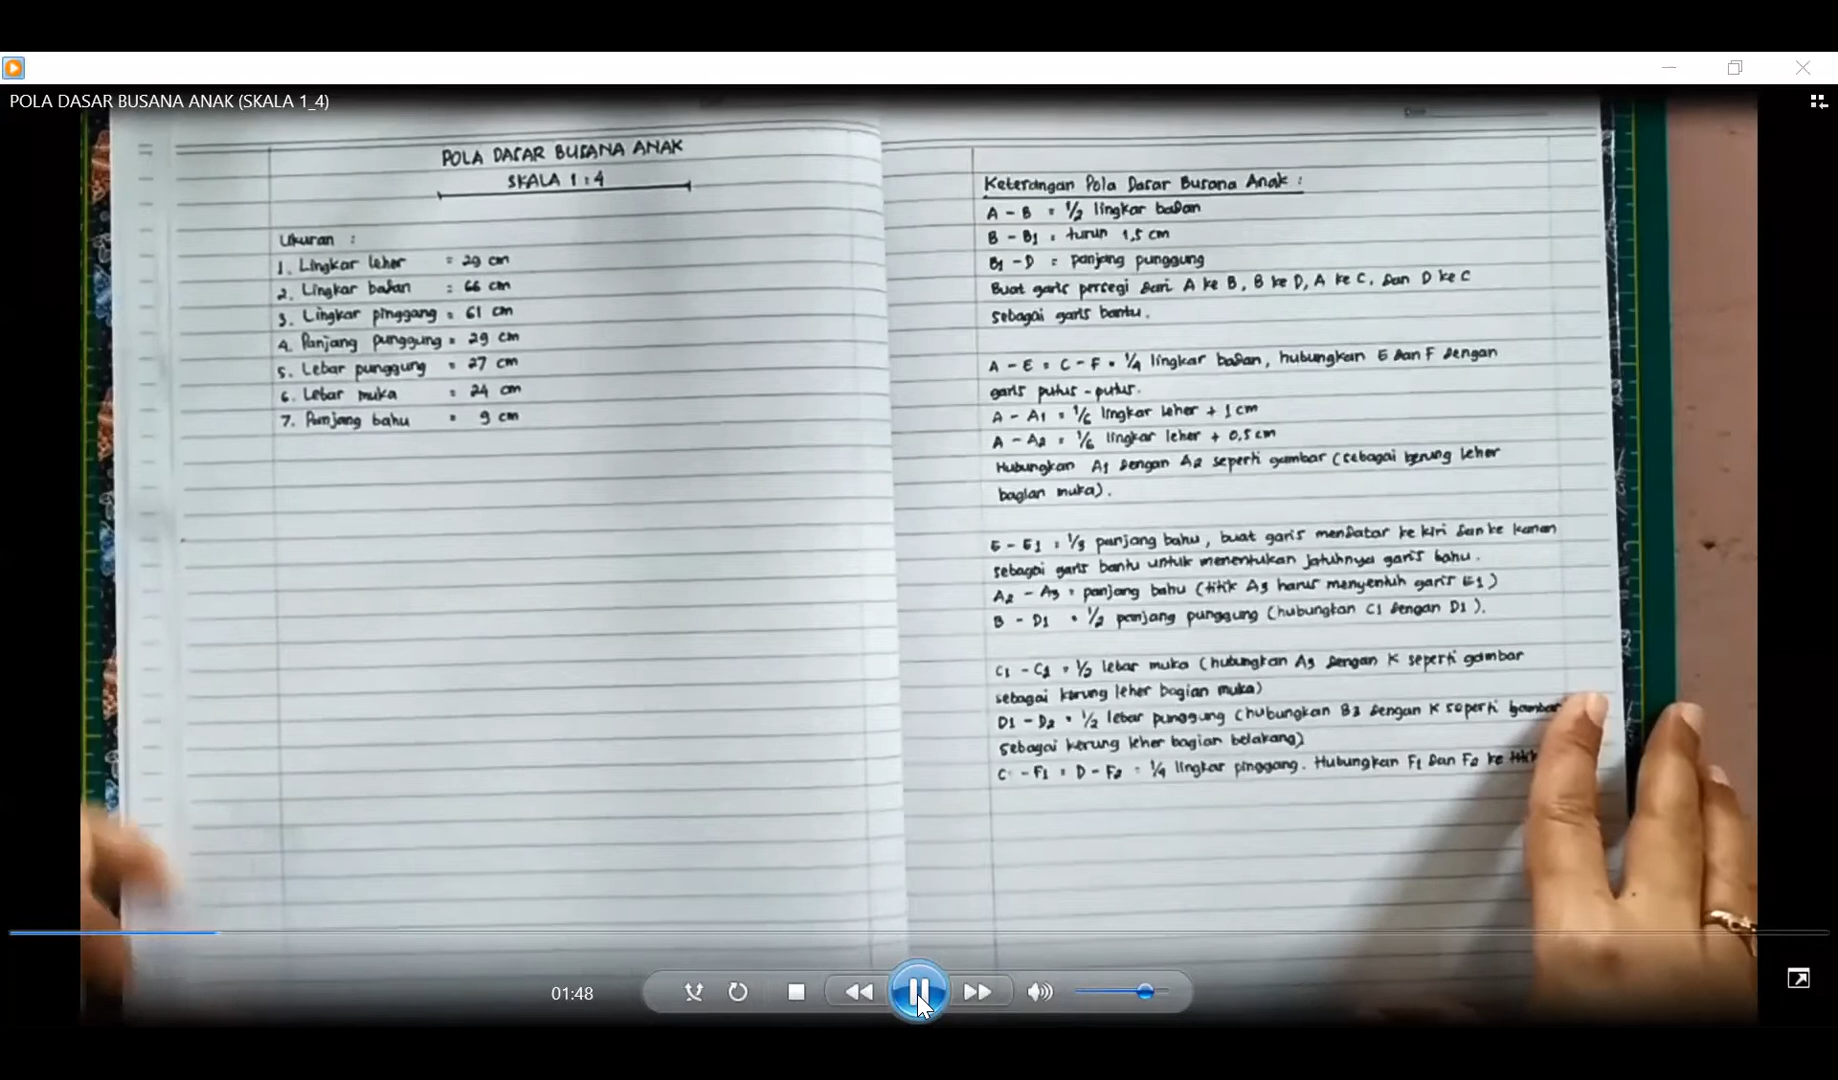 POLA DASAR BUSANA ANAK (SKALA 1_4)
POLA DASAR BUSANA ANAK
SKALA 1 : 4
Ukuran :
1. Lingkar leher = 29 cm
2. Lingkar badan = 66 cm
3. Lingkar pinggang = 61 cm
4. Panjang punggung = 29 cm
5. Lebar punggung = 27 cm
6. Lebar muka = 24 cm
7. Panjang bahu = 9 cm
Keterangan Pola Dasar Busana Anak :
A - B = 1/2 lingkar badan
B - B1 = turun 1,5 cm
B1 - D = panjang punggung
Buat garis persegi dari A ke B, B ke D, A ke C, dan D ke C
sebagai garis bantu.
A - E = C - F = 1/4 lingkar badan, hubungkan E dan F dengan
garis putus - putus.
A - A1 = 1/6 lingkar leher + 1 cm
A - A2 = 1/6 lingkar leher + 0,5 cm
Hubungkan A1 dengan A2 seperti gambar (sebagai kerung leher
bagian muka).
E - E1 = 1/3 panjang bahu, buat garis mendatar ke kiri dan ke kanan
sebagai garis bantu untuk menentukan jatuhnya garis bahu.
A2 - A3 = panjang bahu (titik A3 harus menyentuh garis E1)
B - D1 = 1/2 panjang punggung (hubungkan C1 dengan D1).
C1 - C2 = 1/2 lebar muka (hubungkan A3 dengan K seperti gambar
sebagai kerung leher bagian muka)
D1 - D2 = 1/2 lebar punggung (hubungkan B3 dengan K seperti gambar
sebagai kerung leher bagian belakang)
C - F1 = D - F2 = 1/4 lingkar pinggang. Hubungkan F1 dan F2 ke titik
01:48